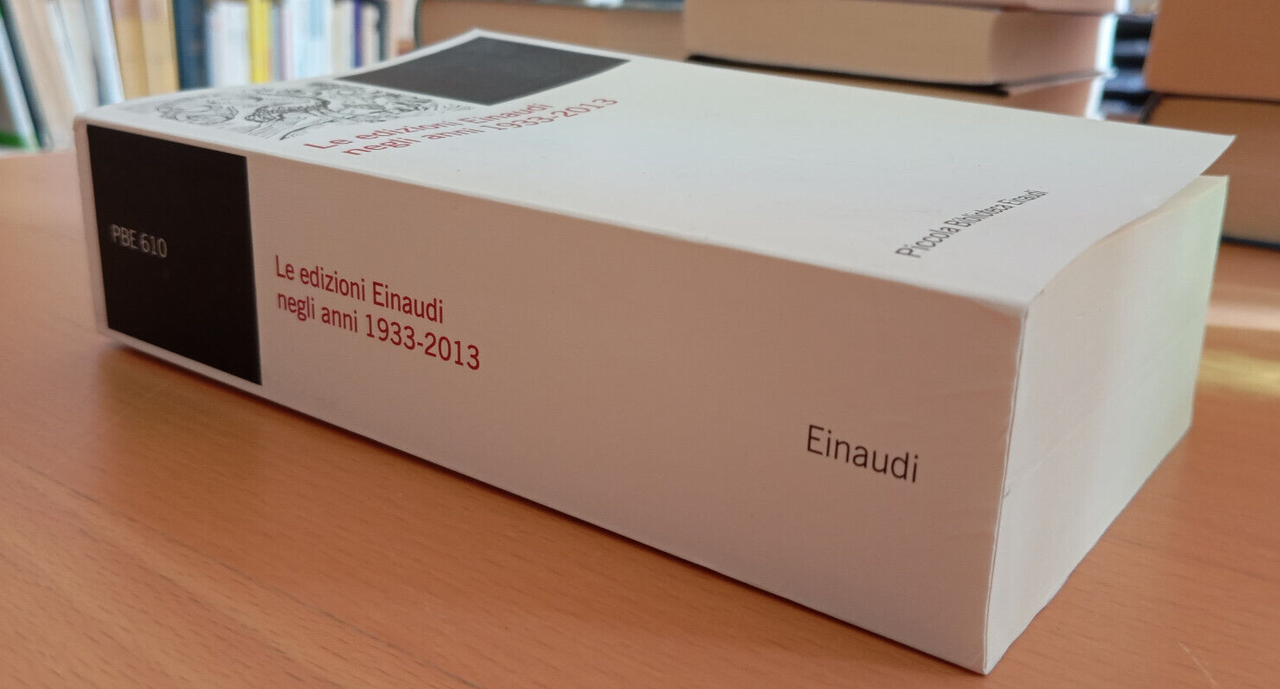 Le edizioni Einaudi
negli anni 1933-2013
Piccola Biblioteca Einaudi
PBE 610
Le edizioni Einaudi
negli anni 1933-2013
Einaudi